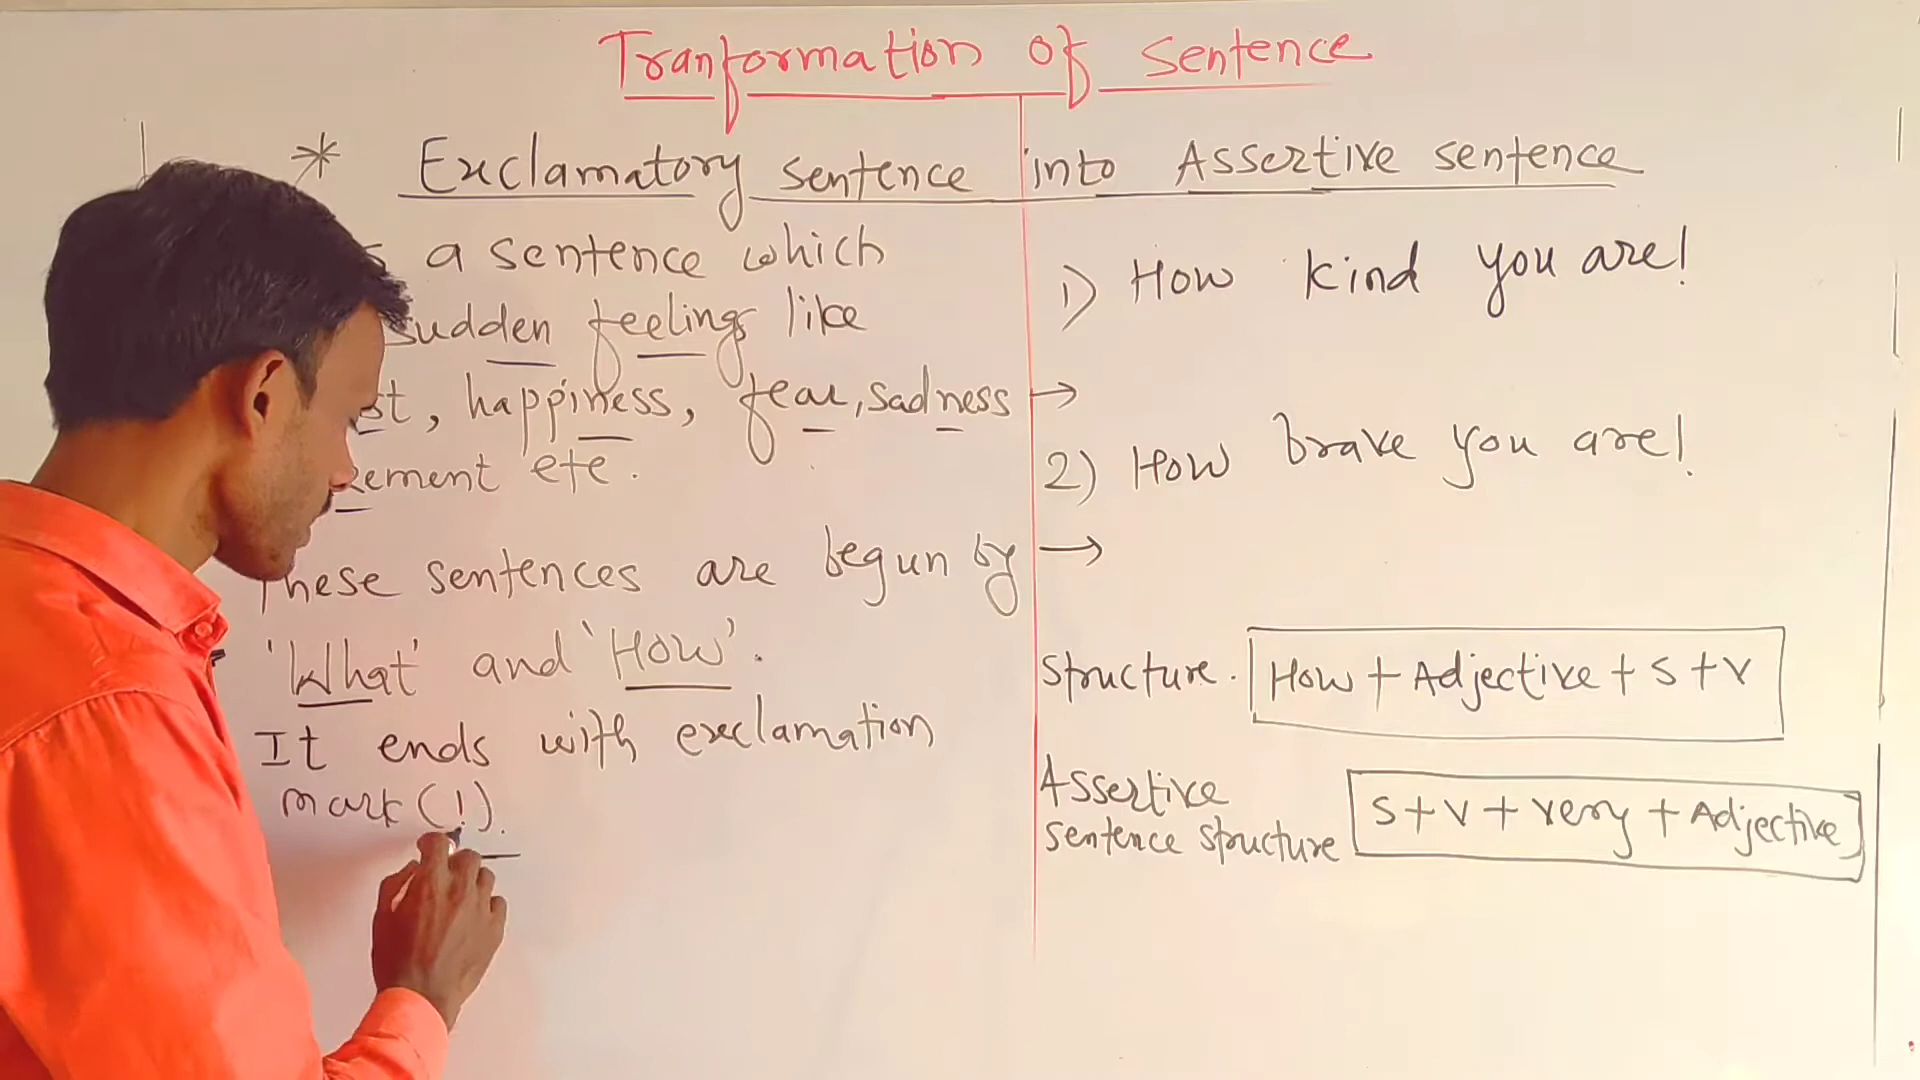 Tranformation of sentence
* Exclamatory sentence into Assertive sentence
a sentence which
sudden feelings like
, happiness, fear, sadness
etc.
These sentences are begun by
'What' and 'How'.
It ends with exclamation
mark (!).
1) How kind you are!
→
2) How brave you are!
→
Structure. How + Adjective + S + V
Assertive
sentence structure S + V + very + Adjective